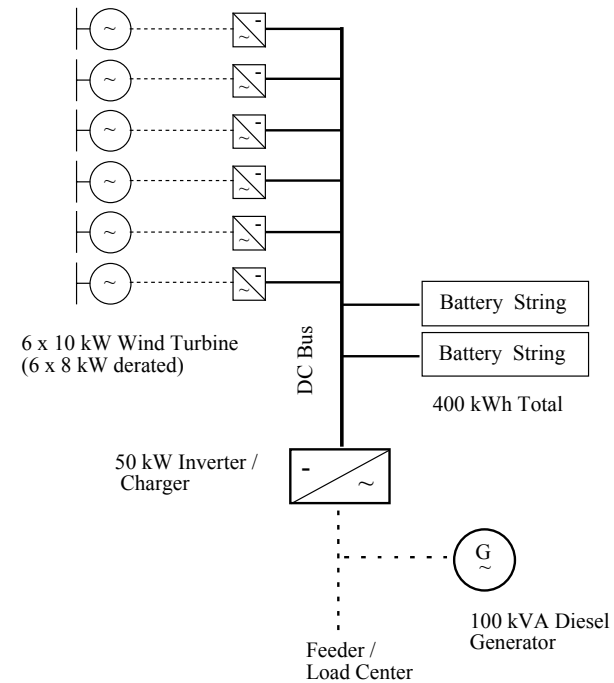 ~ -
~
~ -
~
~ -
~
~ -
~
~ -
~
~ -
~
Battery String
6 x 10 kW Wind Turbine
(6 x 8 kW derated)
DC Bus
Battery String
400 kWh Total
50 kW Inverter /
Charger
-
~
G
~
100 kVA Diesel
Generator
Feeder /
Load Center